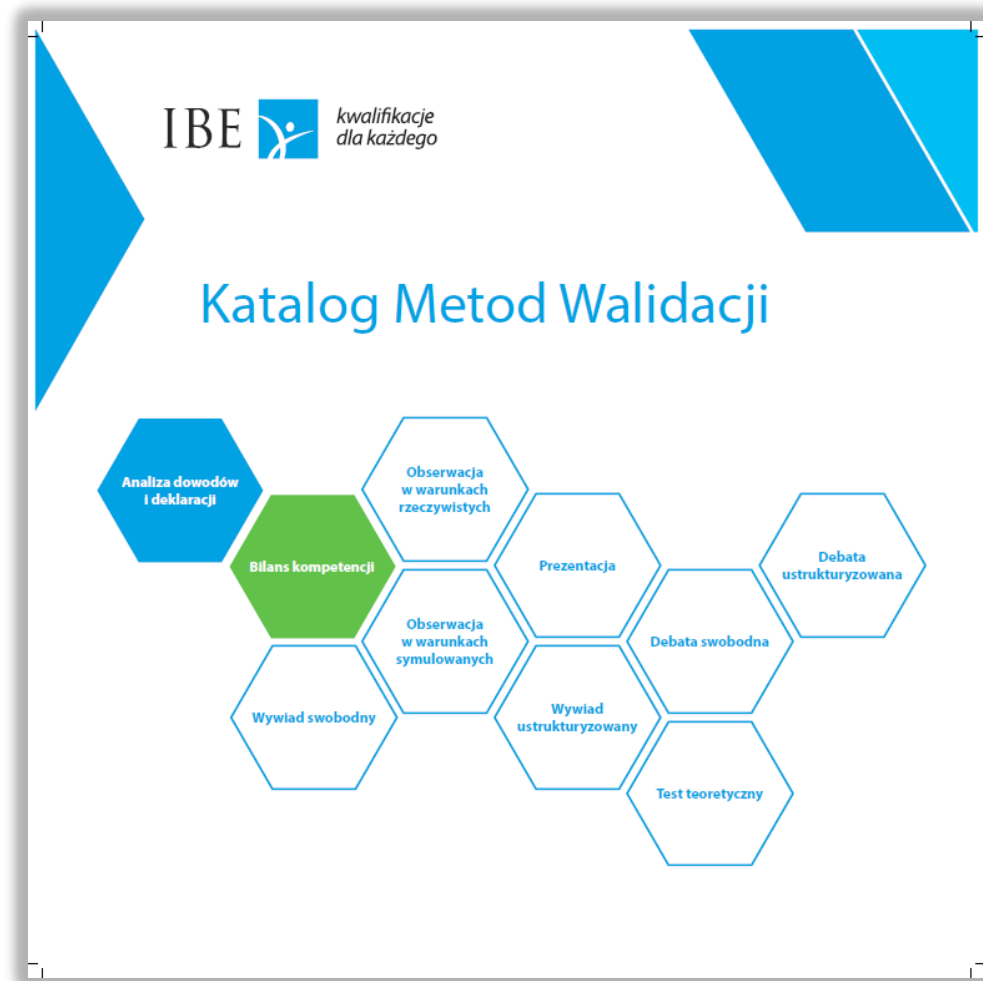 IBE
kwalifikacje
dla każdego
Katalog Metod Walidacji
Analiza dowodów
i deklaracji
Bilans kompetencji
Obserwacja
w warunkach
rzeczywistych
Prezentacja
Debata
ustrukturyzowana
Obserwacja
w warunkach
symulowanych
Debata swobodna
Wywiad swobodny
Wywiad
ustrukturyzowany
Test teoretyczny